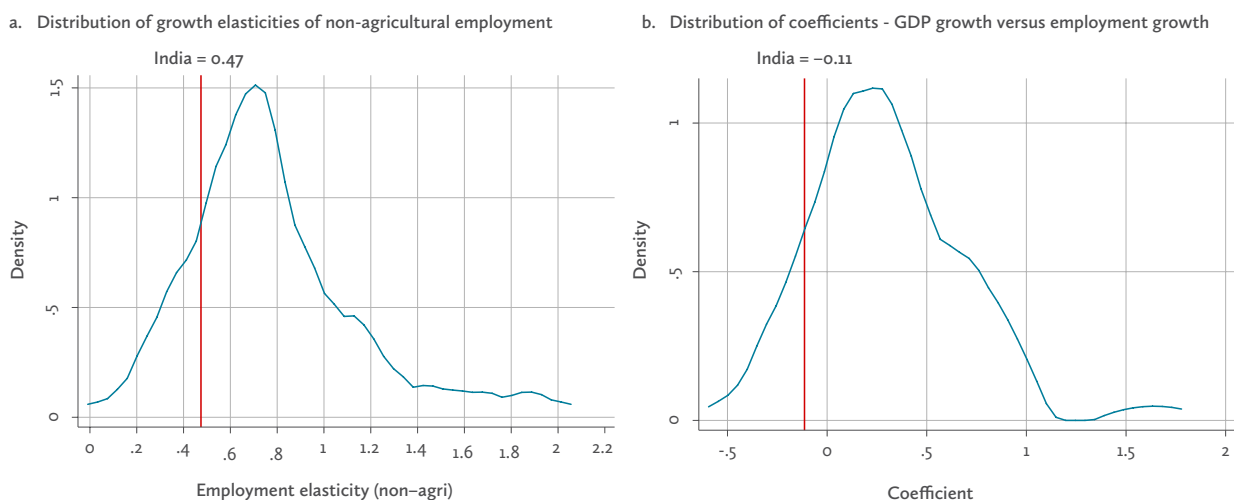 a. Distribution of growth elasticities of non-agricultural employment
India = 0.47
1.5
1
.5
0
Density
0 .2 .4 .6 .8 1 1.2 1.4 1.6 1.8 2 2.2
Employment elasticity (non–agri)
b. Distribution of coefficients - GDP growth versus employment growth
India = –0.11
1
.5
0
Density
-.5 0 .5 1 1.5 2
Coefficient